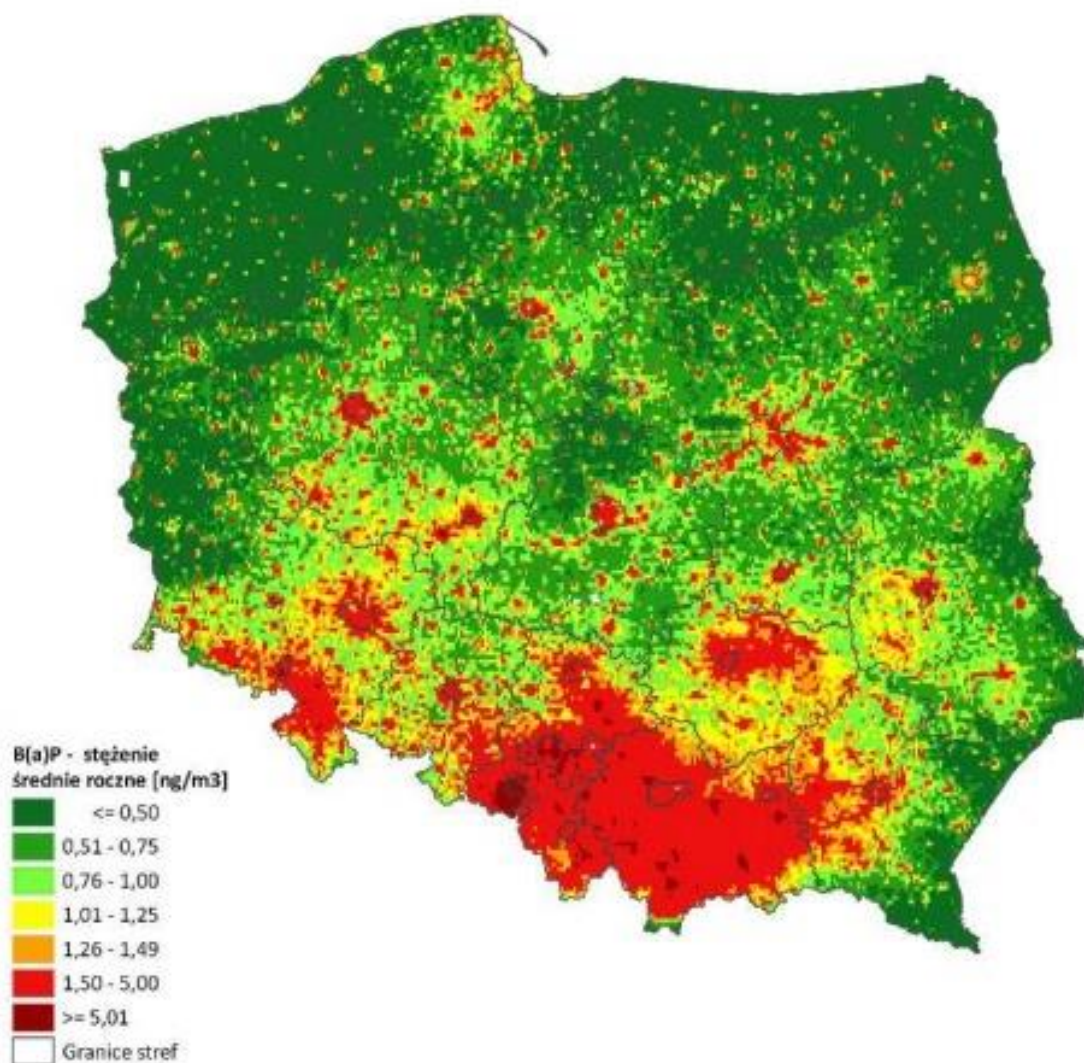 B(a)P - stężenie
średnie roczne [ng/m3]
<= 0,50
0,51 - 0,75
0,76 - 1,00
1,01 - 1,25
1,26 - 1,49
1,50 - 5,00
>= 5,01
Granice stref